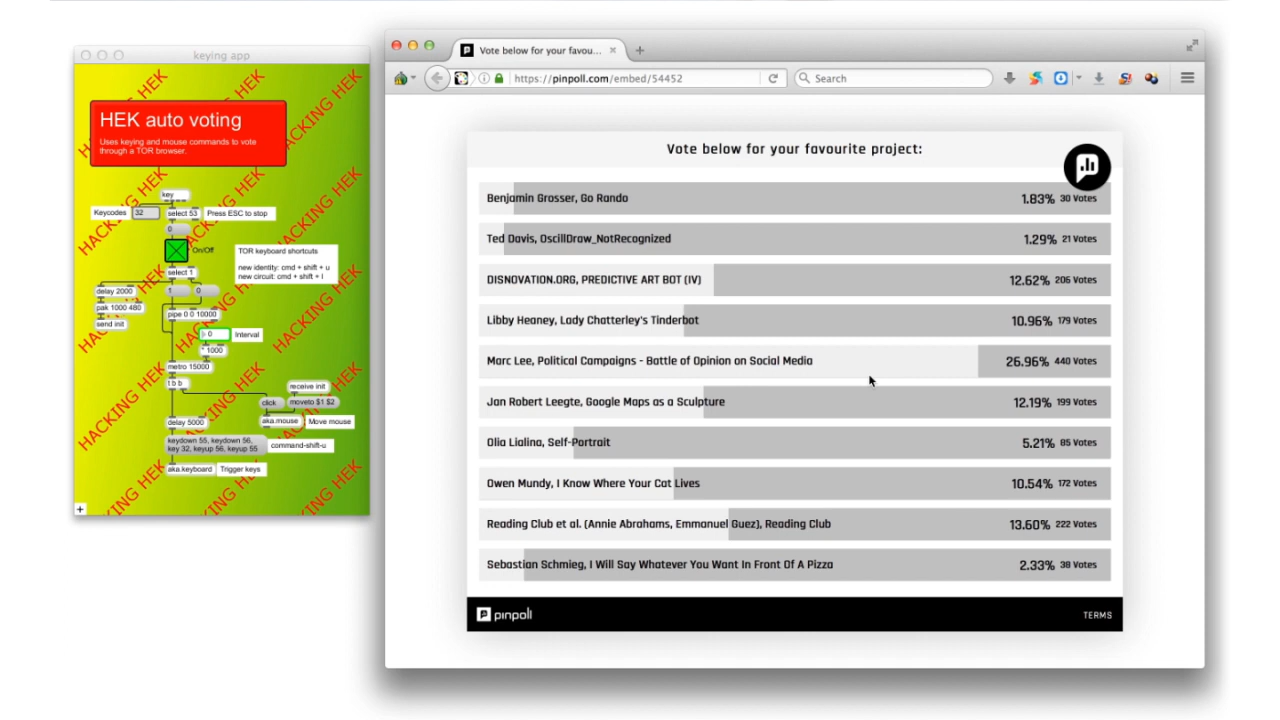 keying app
HEK auto voting
Uses keying and mouse commands to vote
through a TOR browser.
HACKING HEK
key
Keycodes
32
select 53
Press ESC to stop
0
On/Off
TOR keyboard shortcuts
new identity: cmd + shift + u
new circuit: cmd + shift + l
select 1
delay 2000
1
0
pak 1000 480
send init
pipe 0 0 10000
0
Interval
* 1000
metro 15000
t b b
receive init
click
moveto $1 $2
delay 5000
aka.mouse
Move mouse
keydown 55, keydown 56,
key 32, keyup 56, keyup 55
command-shift-u
aka.keyboard
Trigger keys
Vote below for your favou...
https://pinpoll.com/embed/54452
Search
Vote below for your favourite project:
Benjamin Grosser, Go Rando 1.83% 30 Votes
Ted Davis, OscillDraw_NotRecognized 1.29% 21 Votes
DISNOVATION.ORG, PREDICTIVE ART BOT (IV) 12.62% 206 Votes
Libby Heaney, Lady Chatterley's Tinderbot 10.96% 179 Votes
Marc Lee, Political Campaigns - Battle of Opinion on Social Media 26.96% 440 Votes
Jan Robert Leegte, Google Maps as a Sculpture 12.19% 199 Votes
Olia Lialina, Self-Portrait 5.21% 85 Votes
Owen Mundy, I Know Where Your Cat Lives 10.54% 172 Votes
Reading Club et al. (Annie Abrahams, Emmanuel Guez), Reading Club 13.60% 222 Votes
Sebastian Schmieg, I Will Say Whatever You Want In Front Of A Pizza 2.33% 38 Votes
pinpoll
TERMS